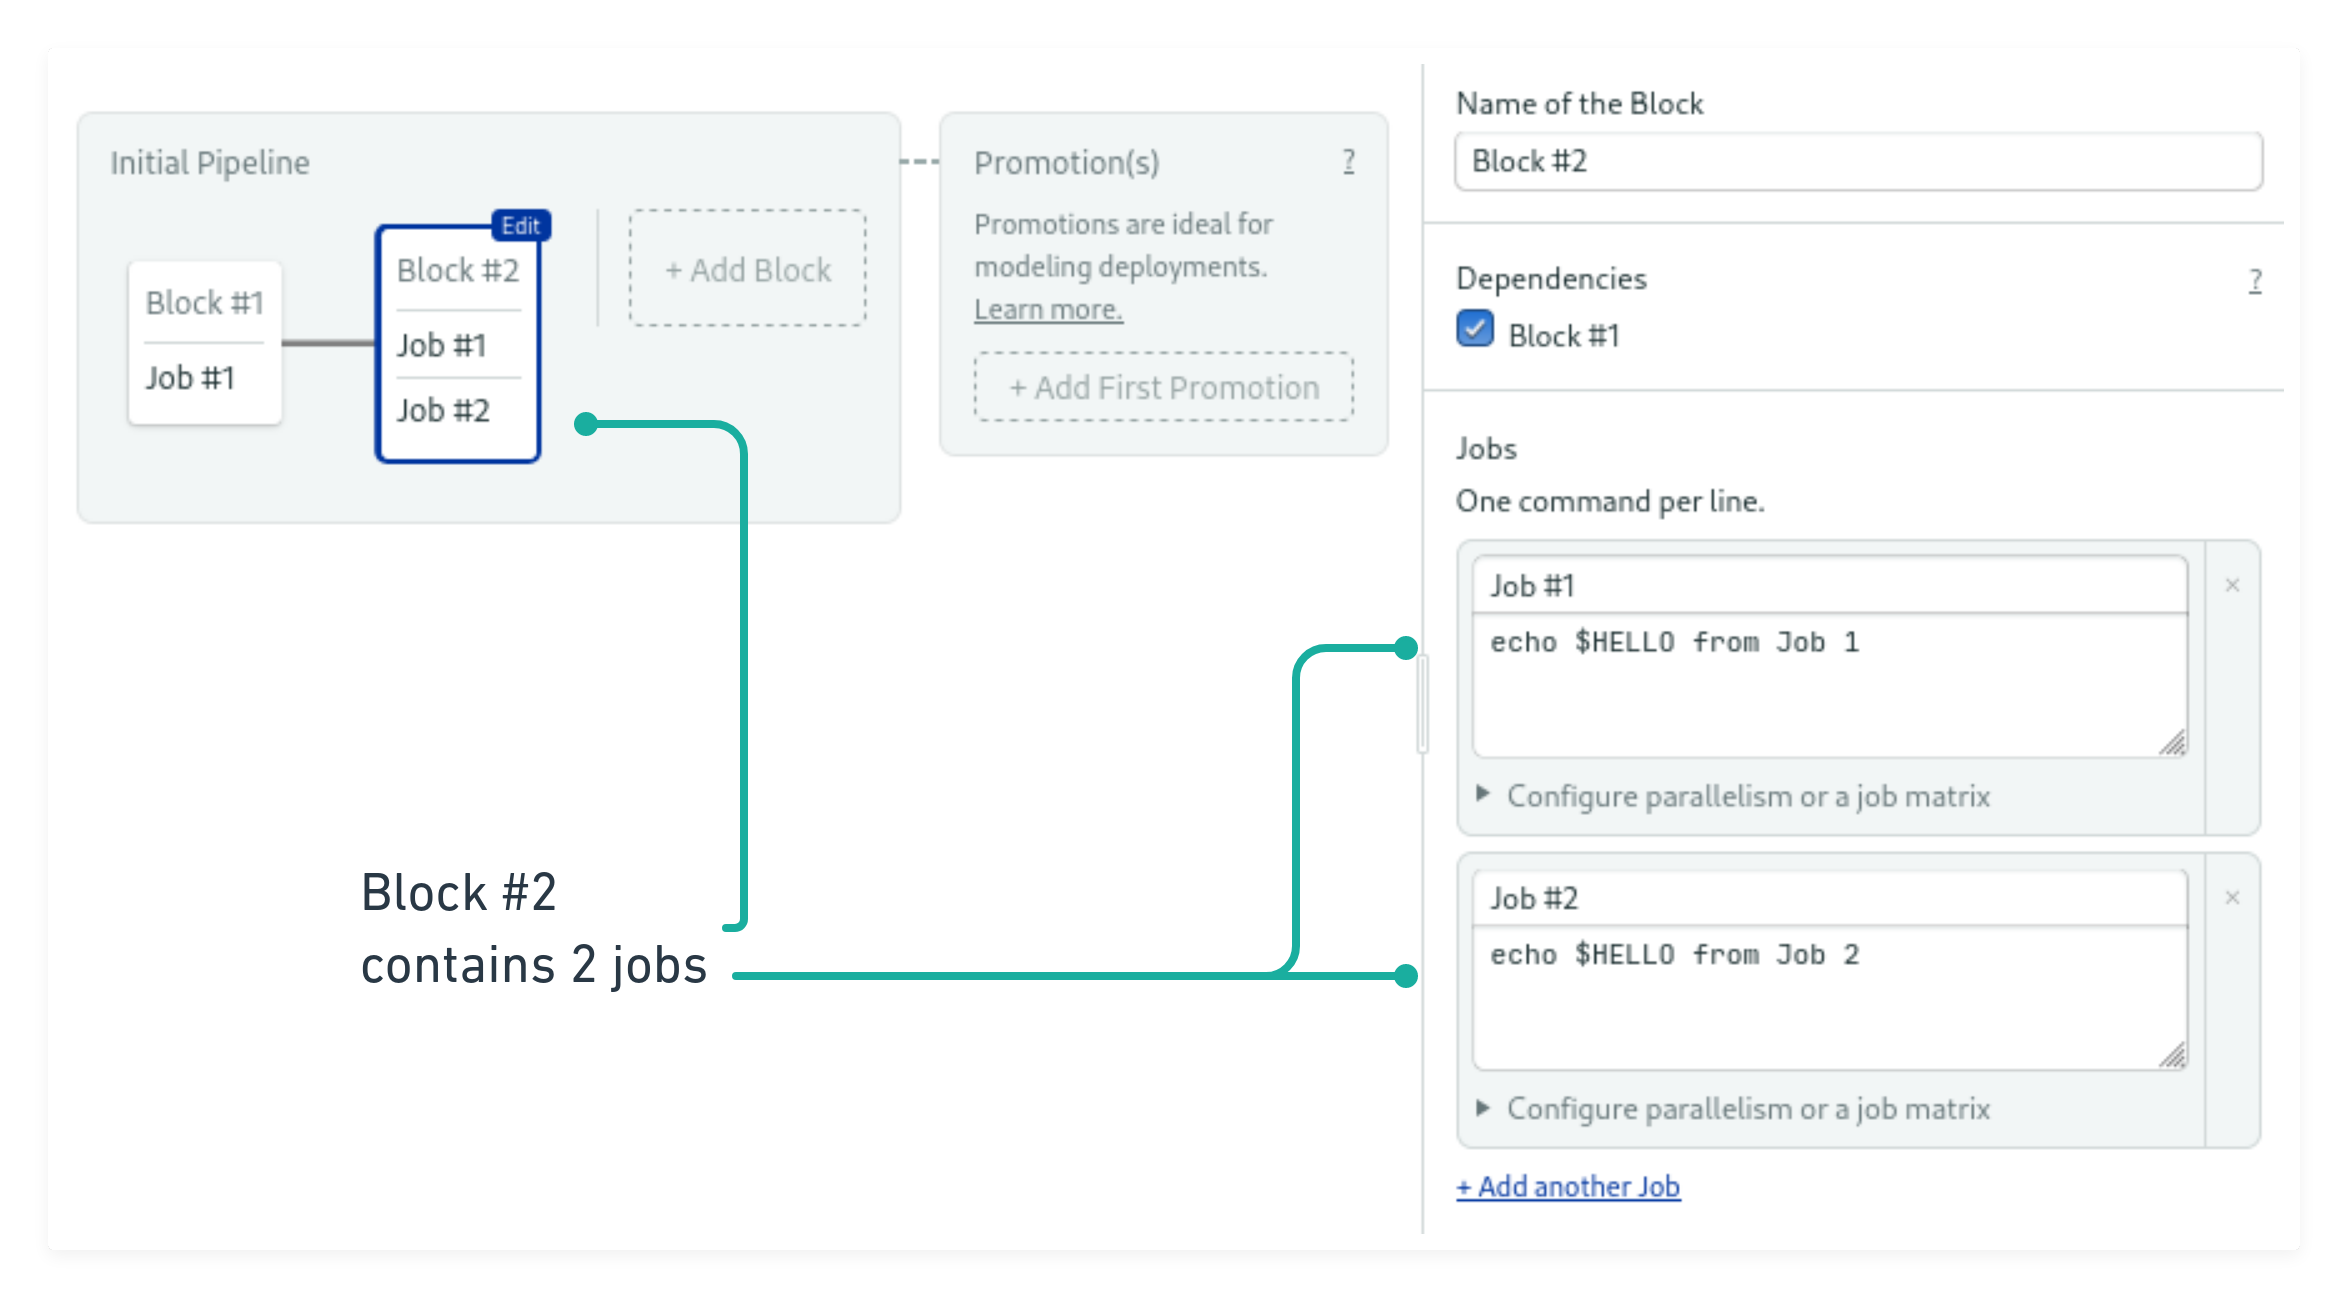 Initial Pipeline
Block #1
Job #1
Edit
Block #2
Job #1
Job #2
+ Add Block
Promotion(s)
?
Promotions are ideal for
modeling deployments.
Learn more.
+ Add First Promotion
Block #2
contains 2 jobs
Name of the Block
Block #2
Dependencies
?
Block #1
Jobs
One command per line.
Job #1
×
echo $HELLO from Job 1
Configure parallelism or a job matrix
Job #2
×
echo $HELLO from Job 2
Configure parallelism or a job matrix
+ Add another Job